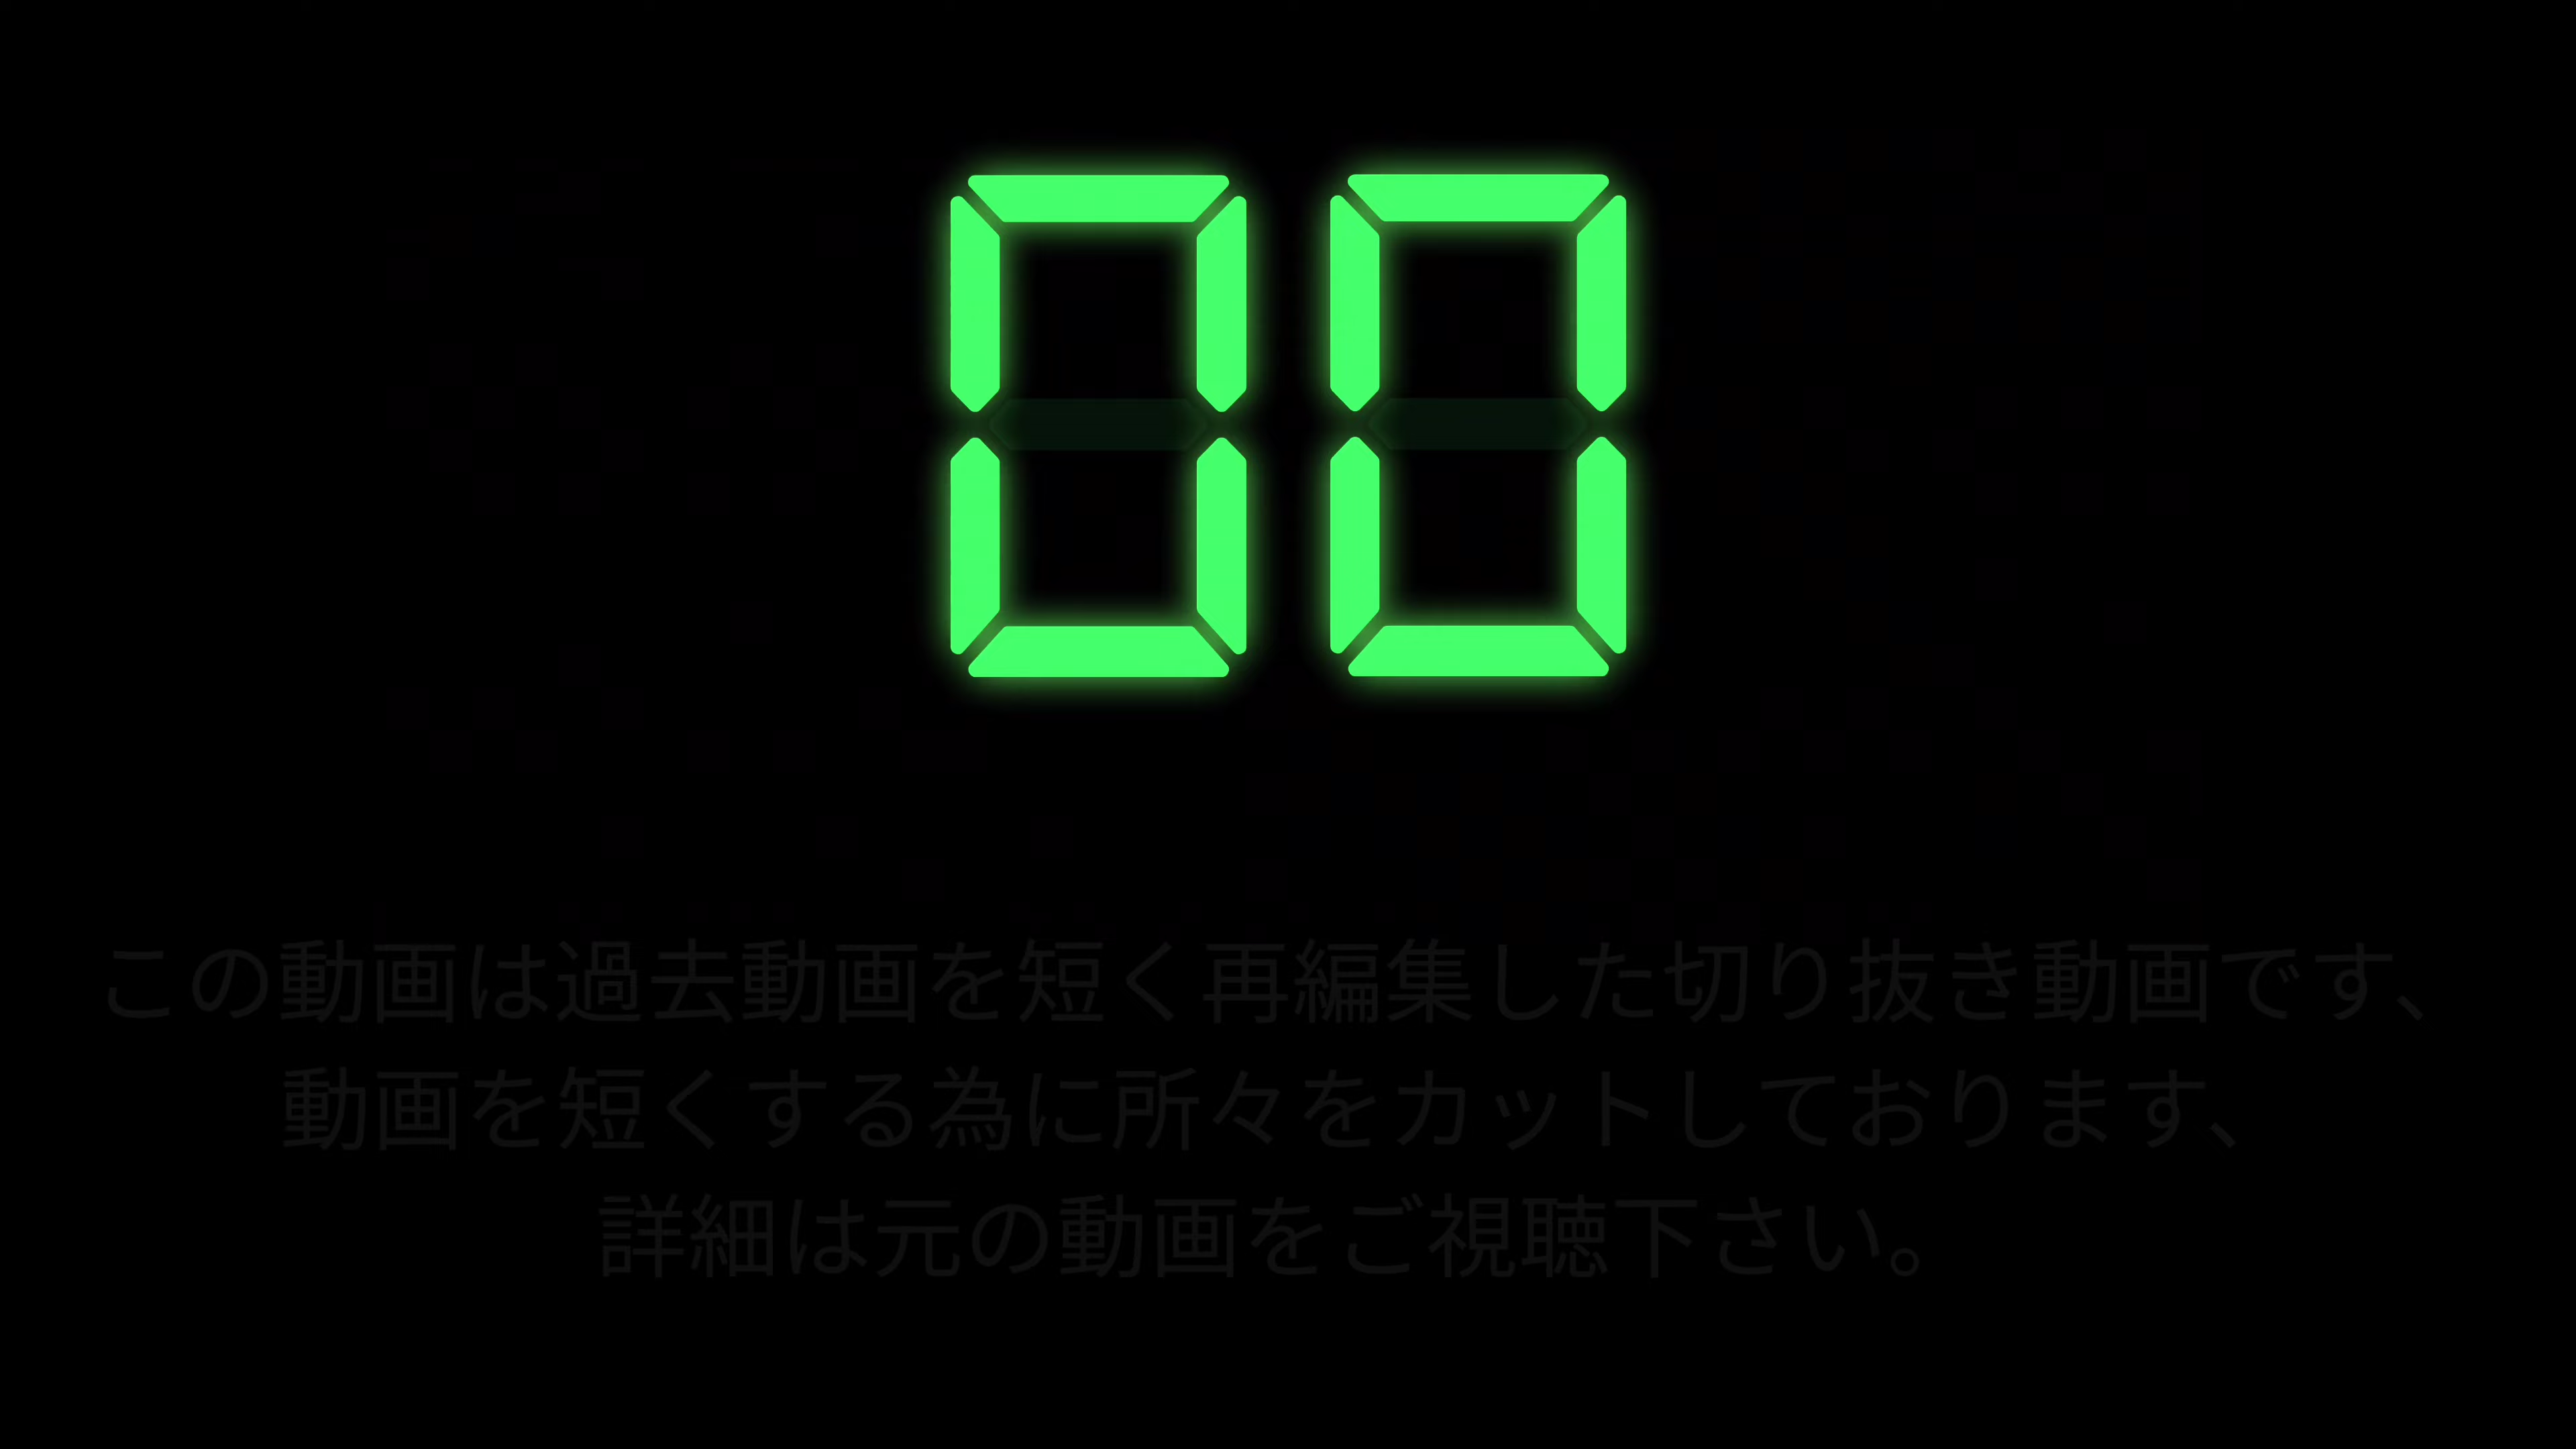 00
この動画は過去動画を短く再編集した切り抜き動画です、
動画を短くする為に所々をカットしております、
詳細は元の動画をご視聴下さい。